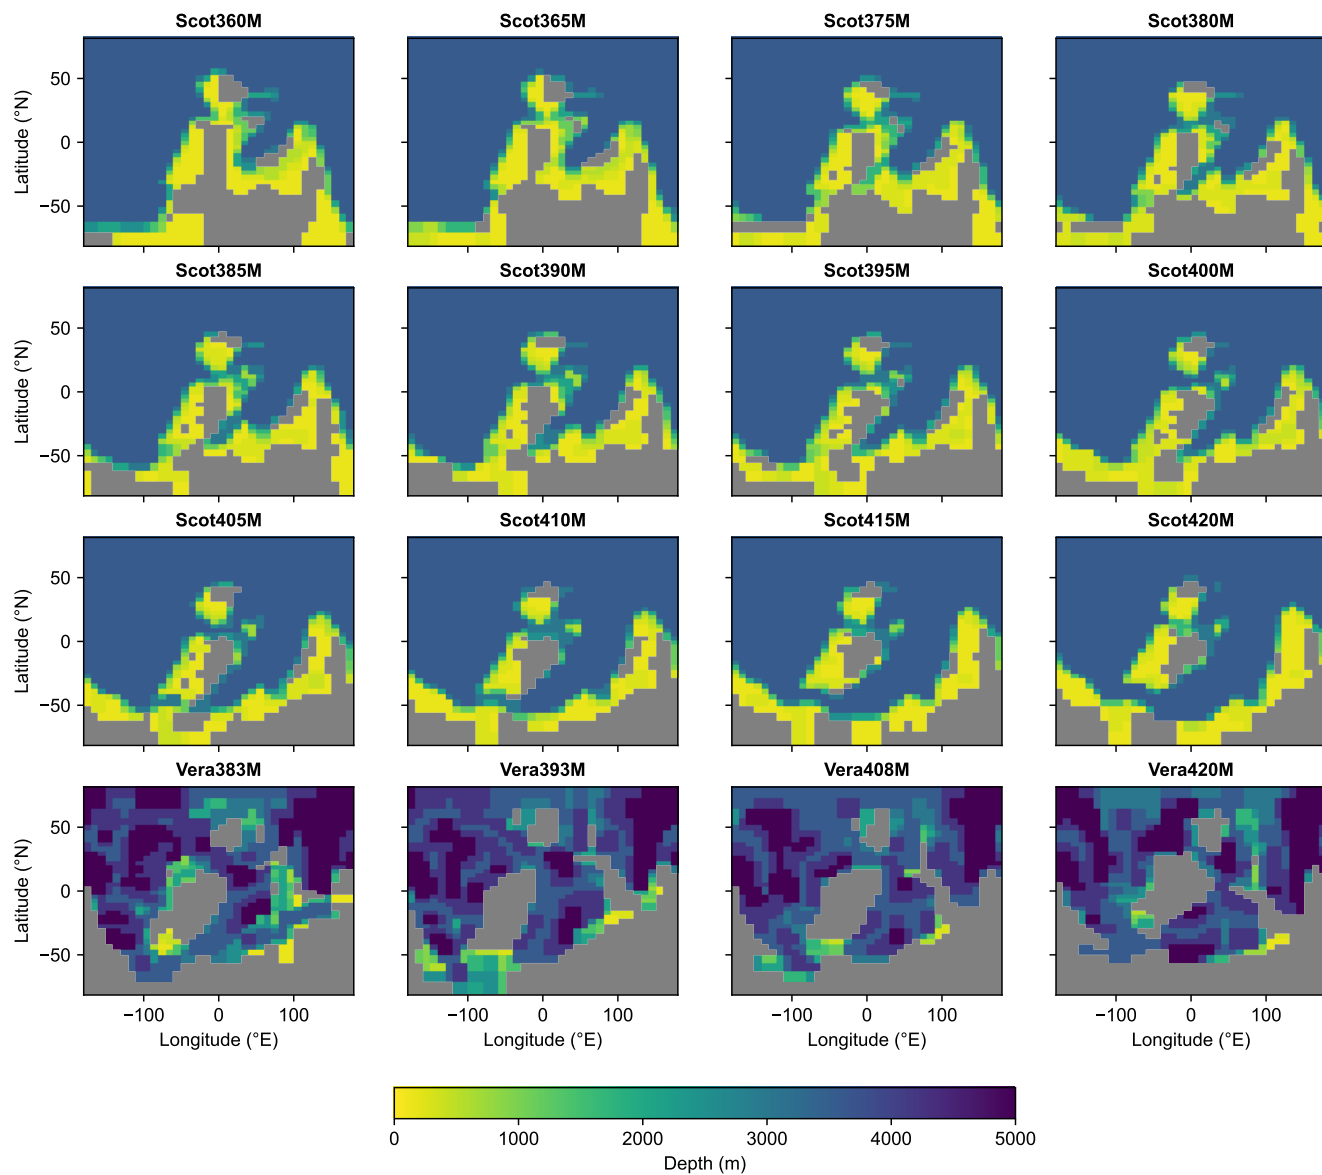 Scot360M Scot365M Scot375M Scot380M
Latitude (°N)
50
0
−50
Scot385M Scot390M Scot395M Scot400M
Latitude (°N)
50
0
−50
Scot405M Scot410M Scot415M Scot420M
Latitude (°N)
50
0
−50
Vera383M Vera393M Vera408M Vera420M
Latitude (°N)
50
0
−50
−100 0 100 −100 0 100 −100 0 100 −100 0 100
Longitude (°E) Longitude (°E) Longitude (°E) Longitude (°E)
0 1000 2000 3000 4000 5000
Depth (m)